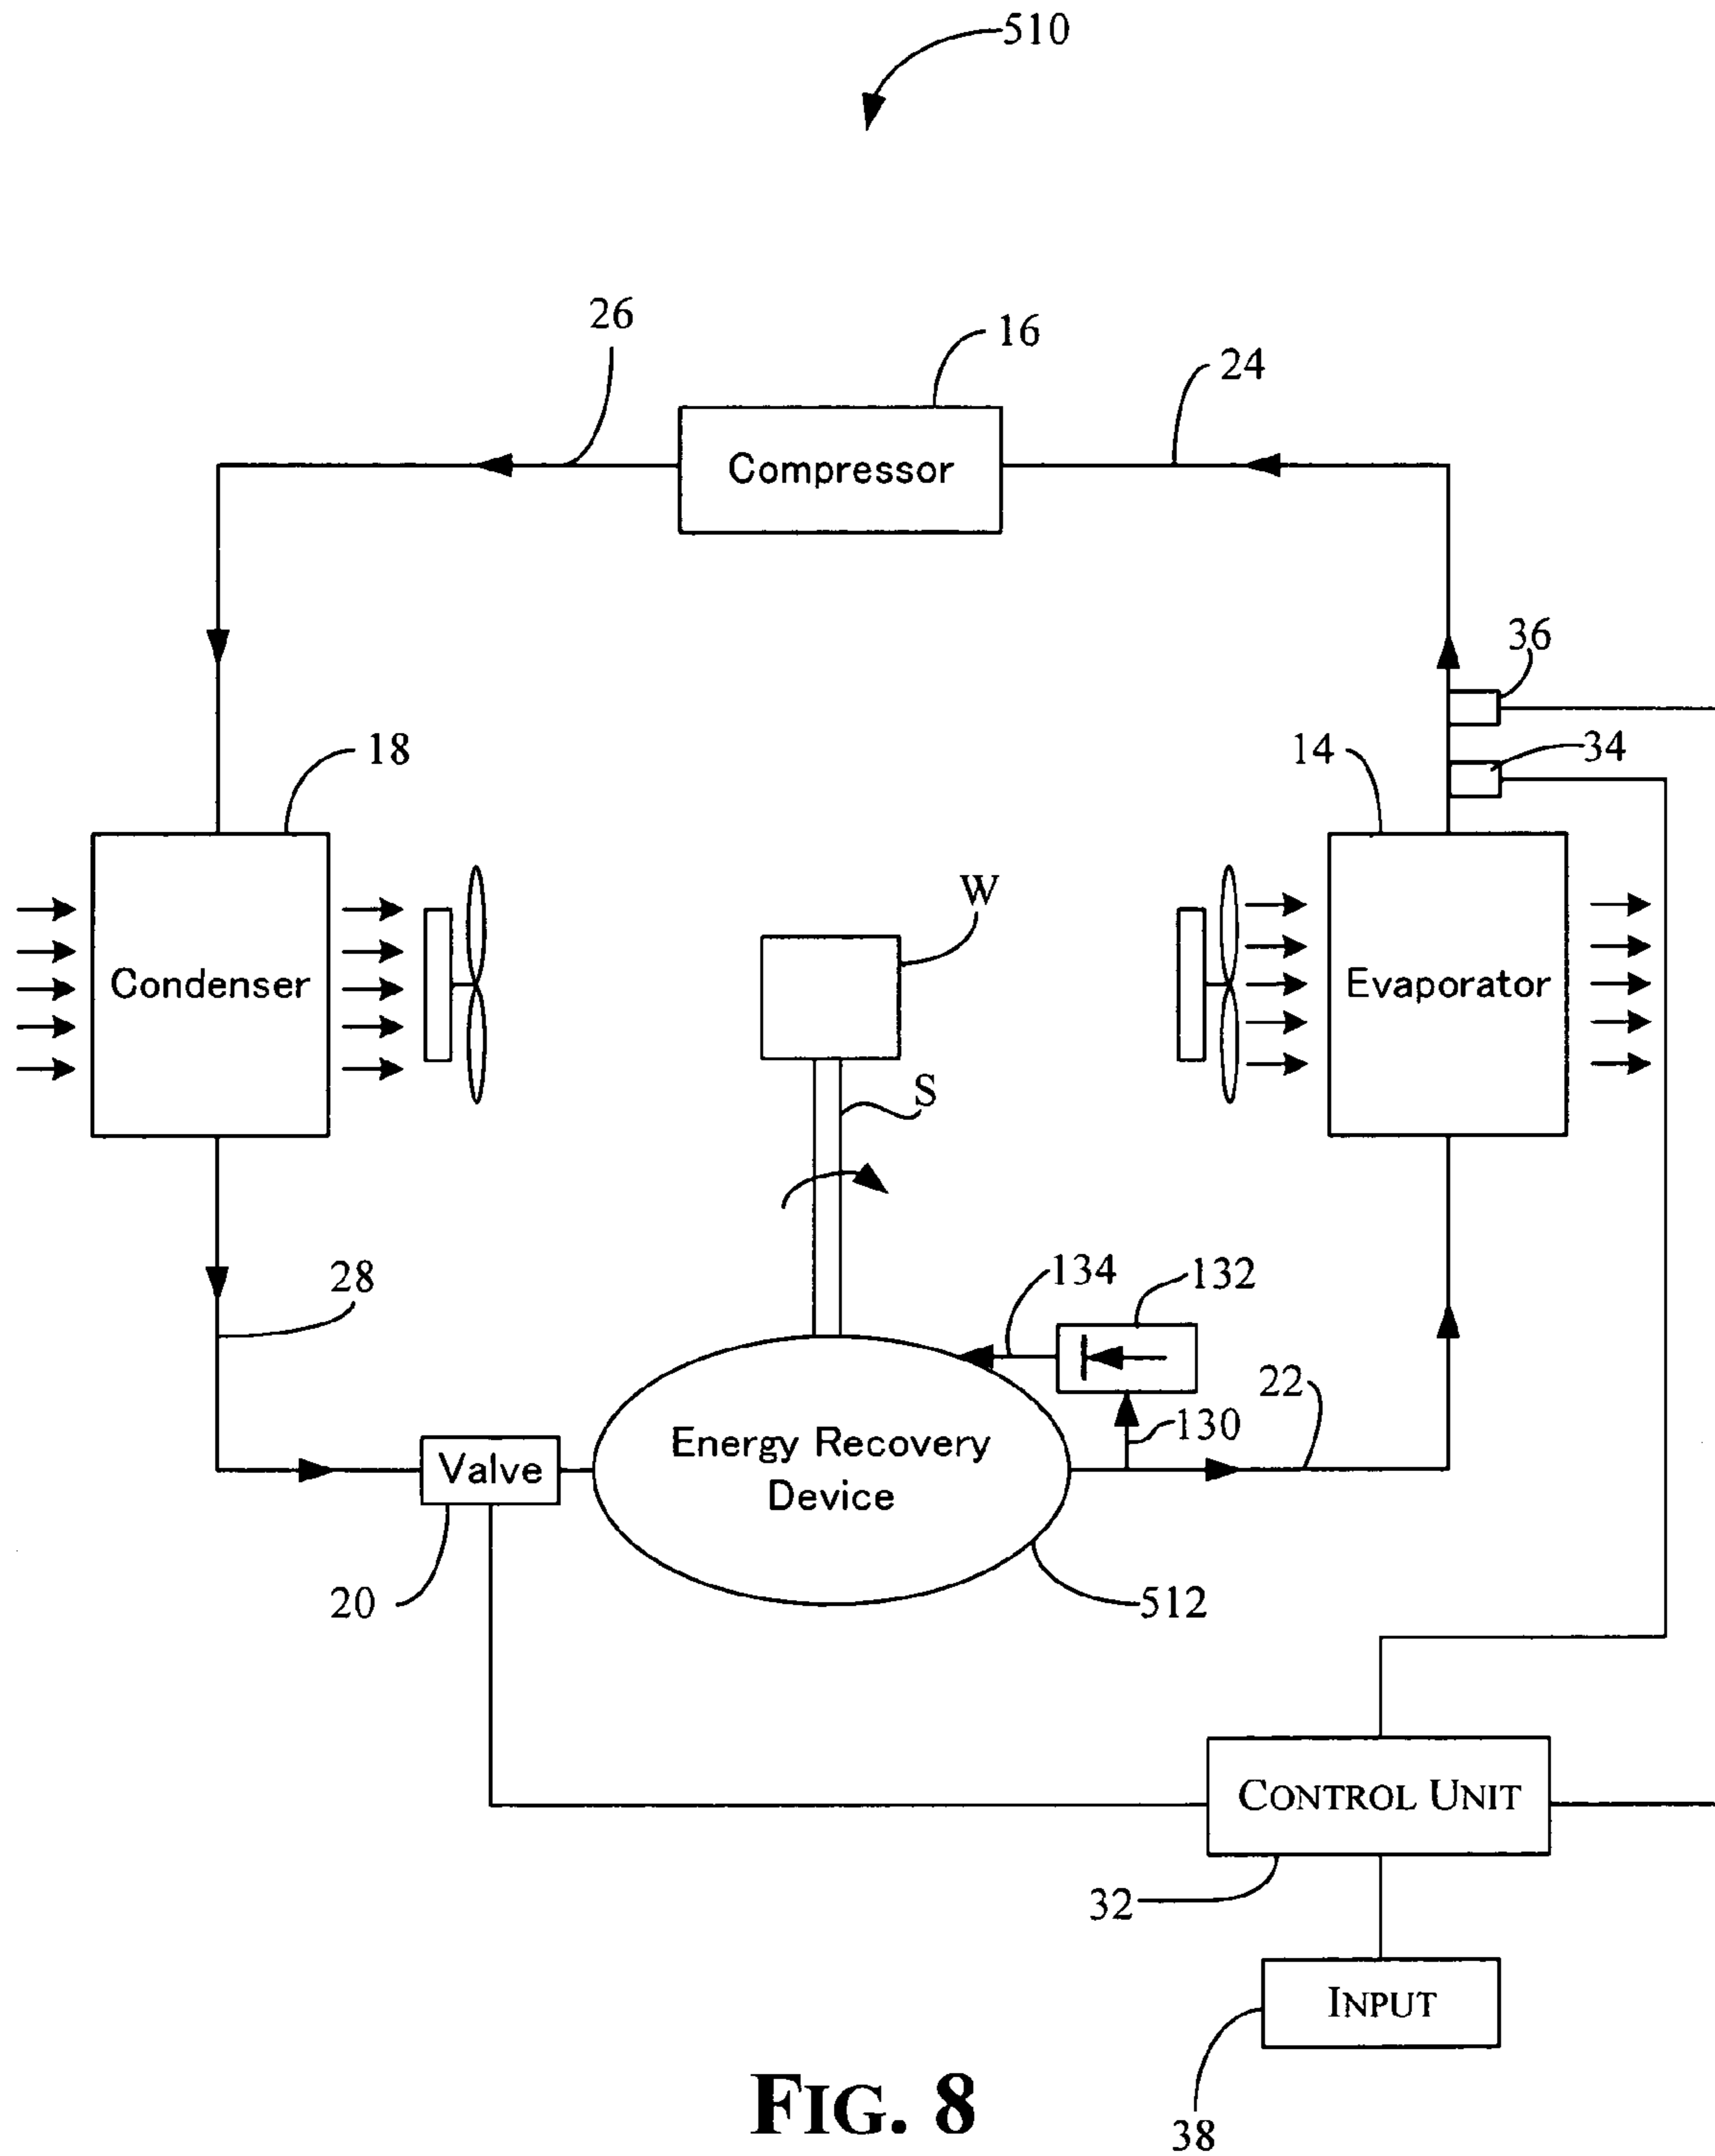 510
26
16
24
Compressor
36
18
14
34
W
Condenser
Evaporator
S
28
134
132
22
130
Energy Recovery
Device
Valve
20
512
CONTROL UNIT
32
INPUT
38
FIG. 8